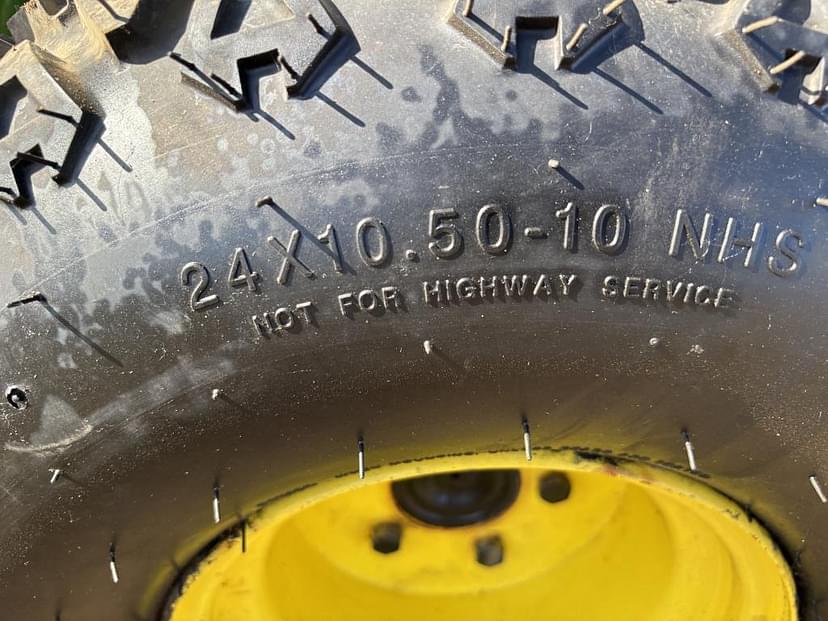 24X10.50-10 NHS
NOT FOR HIGHWAY SERVICE